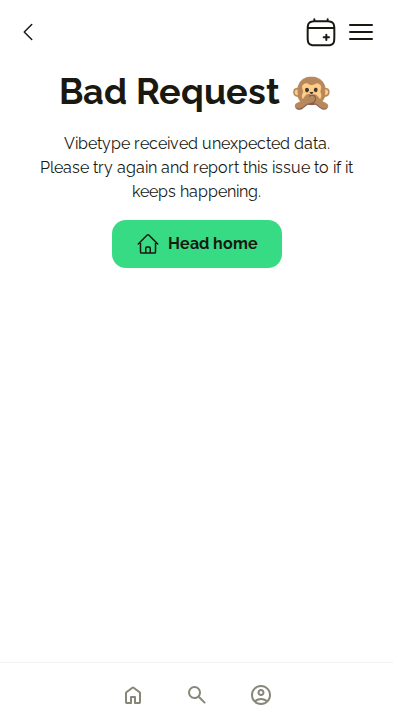 Bad Request 🙊
Vibetype received unexpected data.
Please try again and report this issue to if it
keeps happening.
Head home